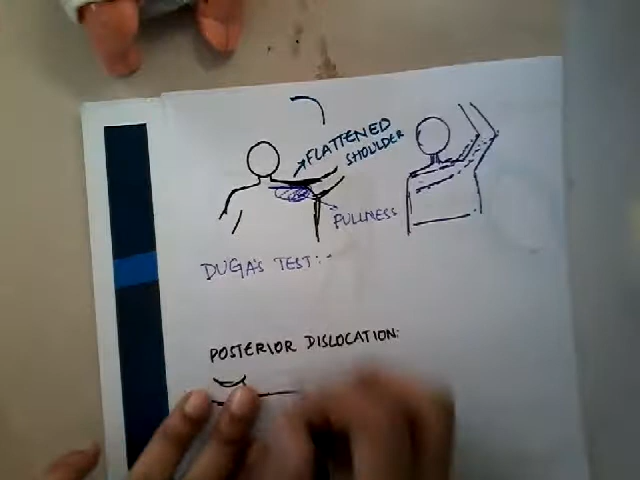 FLATTENED
SHOULDER
FULLNESS
DUGA'S TEST:-
POSTERIOR DISLOCATION: